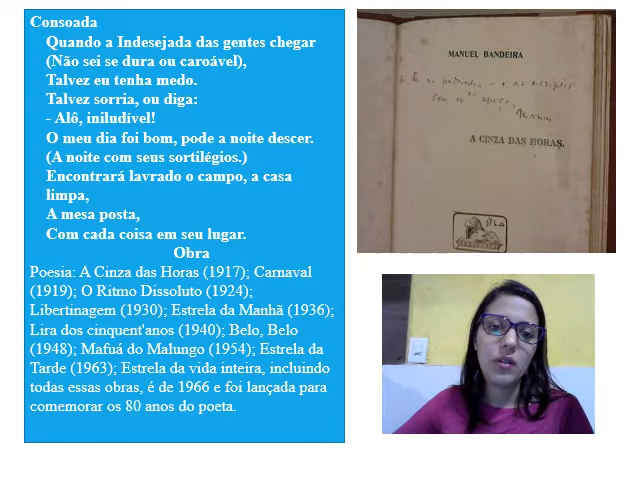 Consoada
Quando a Indesejada das gentes chegar
(Não sei se dura ou caroável),
Talvez eu tenha medo.
Talvez sorria, ou diga:
- Alô, iniludível!
O meu dia foi bom, pode a noite descer.
(A noite com seus sortilégios.)
Encontrará lavrado o campo, a casa
limpa,
A mesa posta,
Com cada coisa em seu lugar.
Obra
Poesia: A Cinza das Horas (1917); Carnaval
(1919); O Ritmo Dissoluto (1924);
Libertinagem (1930); Estrela da Manhã (1936);
Lira dos cinquent'anos (1940); Belo, Belo
(1948); Mafuá do Malungo (1954); Estrela da
Tarde (1963); Estrela da vida inteira, incluindo
todas essas obras, é de 1966 e foi lançada para
comemorar os 80 anos do poeta.
MANUEL BANDEIRA
A CINZA DAS HORAS.